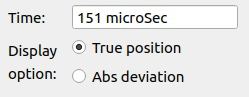 Time: 151 microSec
Display option: True position
Abs deviation